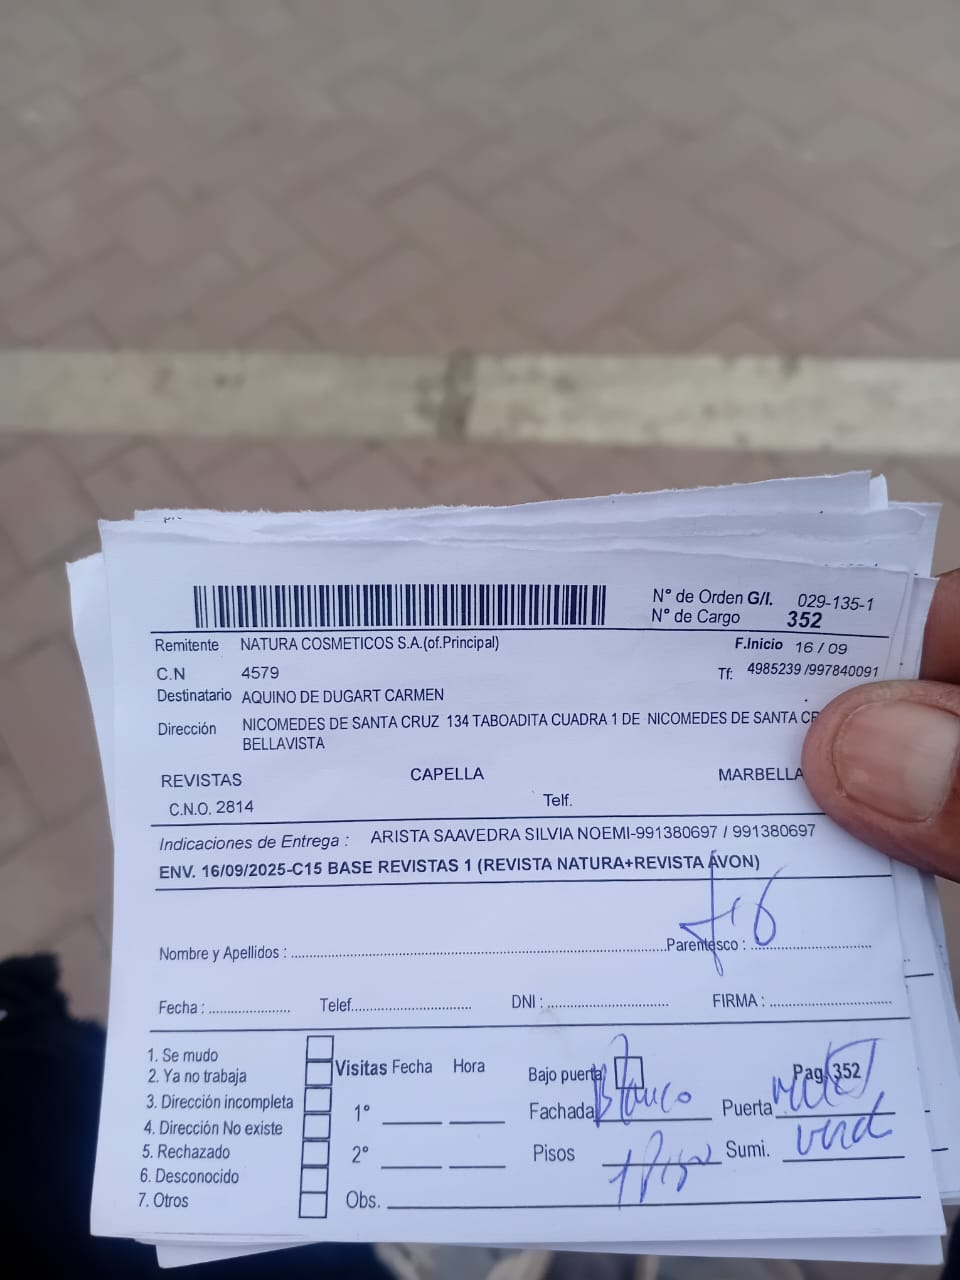 N° de Orden G/I. 029-135-1
N° de Cargo 352
Remitente NATURA COSMETICOS S.A.(of.Principal) F.Inicio 16 / 09
C.N 4579 Tf: 4985239 /997840091
Destinatario AQUINO DE DUGART CARMEN
Dirección NICOMEDES DE SANTA CRUZ 134 TABOADITA CUADRA 1 DE NICOMEDES DE SANTA
BELLAVISTA
REVISTAS CAPELLA MARBELLA
C.N.O. 2814 Telf.
Indicaciones de Entrega : ARISTA SAAVEDRA SILVIA NOEMI-991380697 / 991380697
ENV. 16/09/2025-C15 BASE REVISTAS 1 (REVISTA NATURA+REVISTA AVON)
Nombre y Apellidos : Parentesco :
Fecha : Telef. DNI : FIRMA :
1. Se mudo
2. Ya no trabaja
3. Dirección incompleta
4. Dirección No existe
5. Rechazado
6. Desconocido
7. Otros
Visitas Fecha Hora
1°
2°
Obs.
Bajo puerta Pag. 352
Fachada Blanco Puerta
Pisos 1 Piso Sumi.